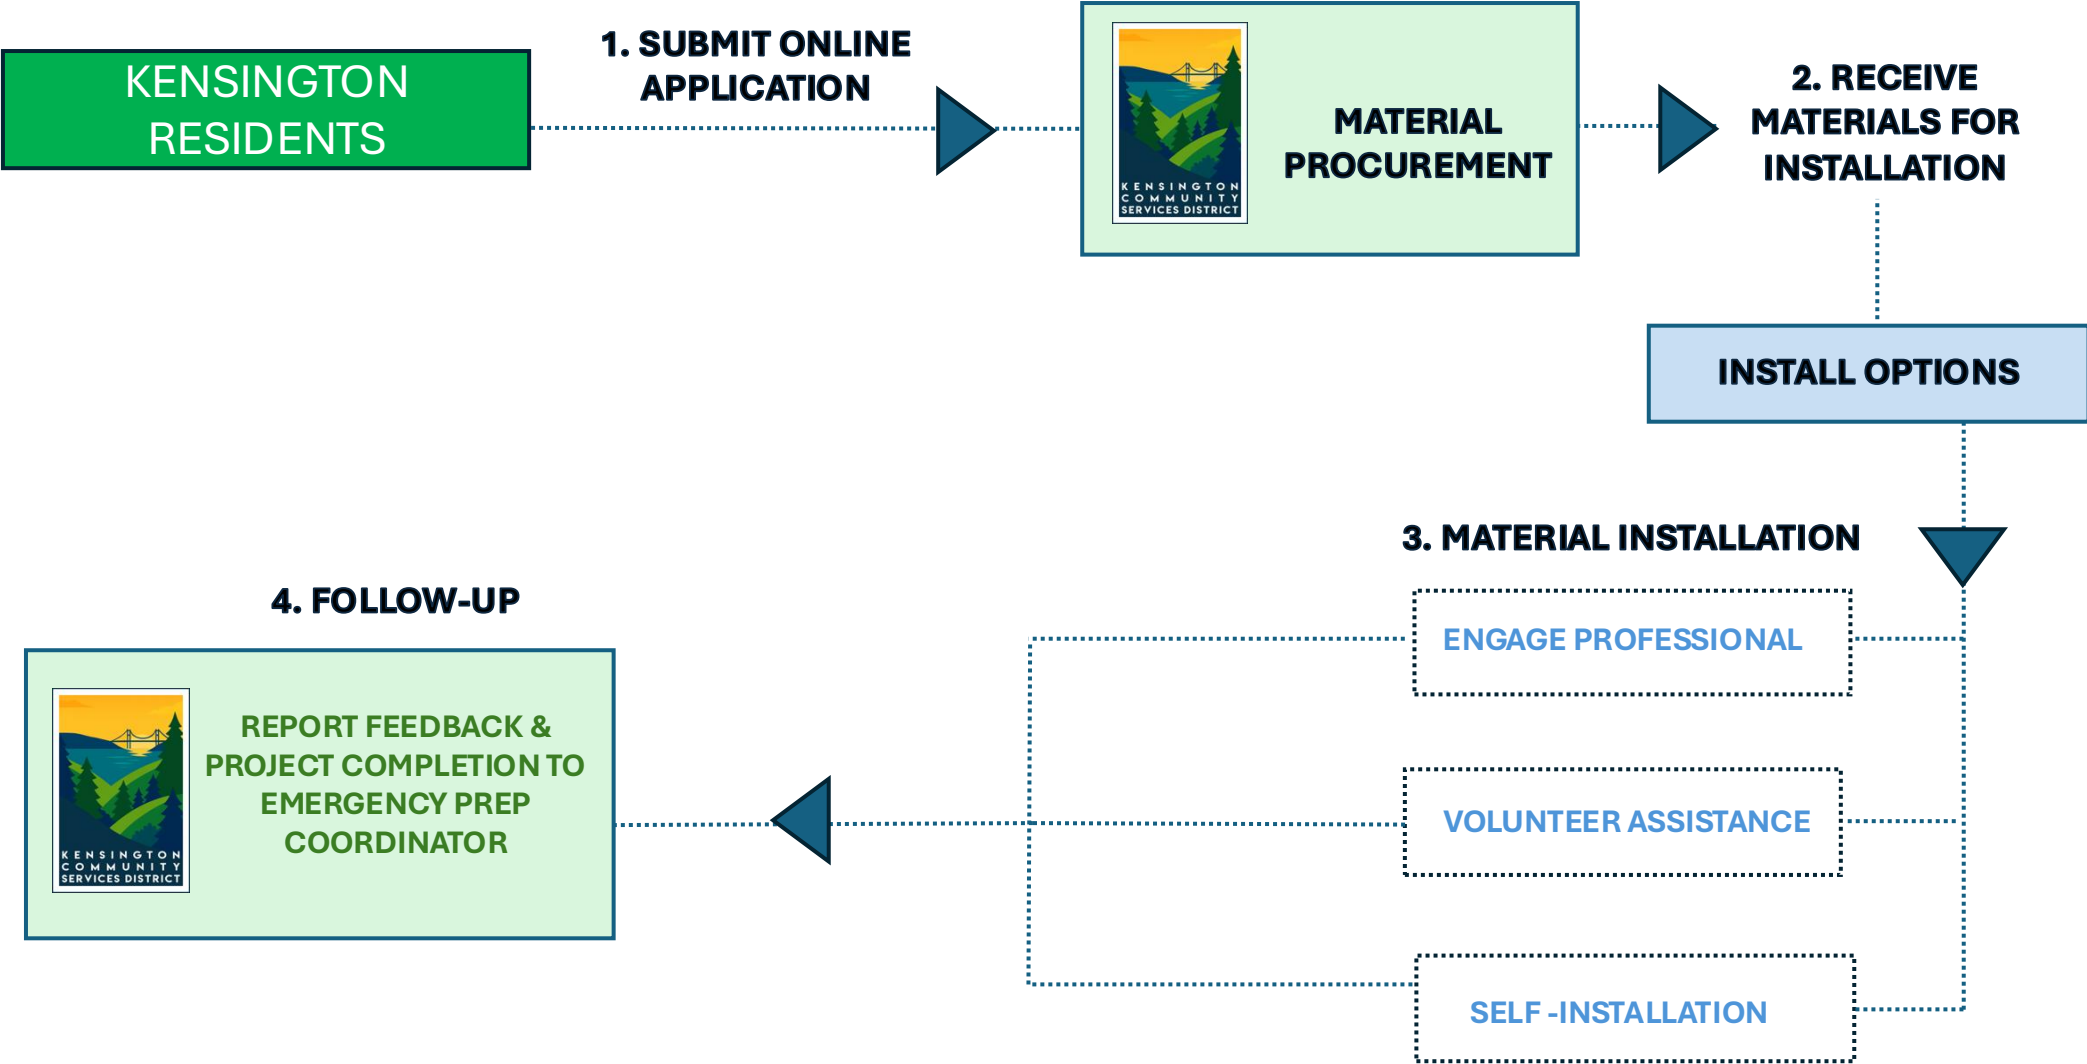 KENSINGTON
RESIDENTS
1. SUBMIT ONLINE
APPLICATION
KENSINGTON
COMMUNITY
SERVICES DISTRICT
MATERIAL
PROCUREMENT
2. RECEIVE
MATERIALS FOR
INSTALLATION
INSTALL OPTIONS
3. MATERIAL INSTALLATION
ENGAGE PROFESSIONAL
VOLUNTEER ASSISTANCE
SELF -INSTALLATION
4. FOLLOW-UP
KENSINGTON
COMMUNITY
SERVICES DISTRICT
REPORT FEEDBACK &
PROJECT COMPLETION TO
EMERGENCY PREP
COORDINATOR